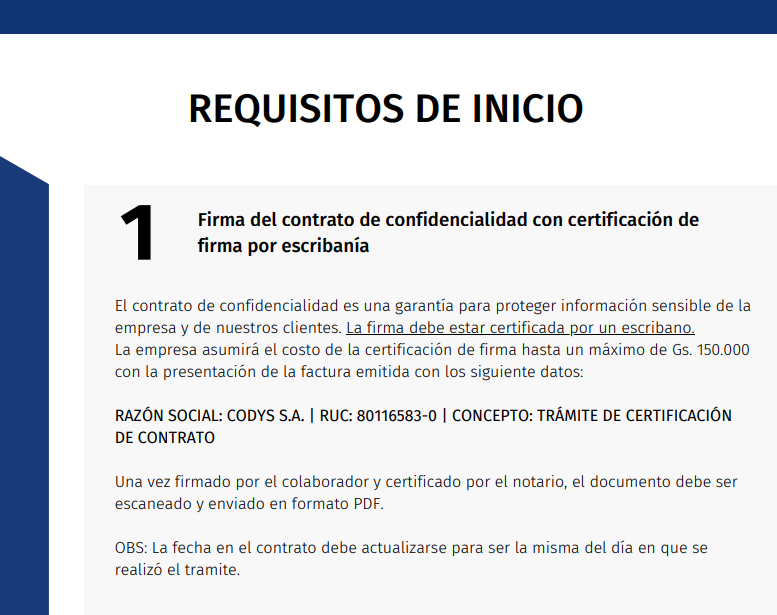 REQUISITOS DE INICIO
1
Firma del contrato de confidencialidad con certificación de
firma por escribanía
El contrato de confidencialidad es una garantía para proteger información sensible de la
empresa y de nuestros clientes. La firma debe estar certificada por un escribano.
La empresa asumirá el costo de la certificación de firma hasta un máximo de Gs. 150.000
con la presentación de la factura emitida con los siguiente datos:
RAZÓN SOCIAL: CODYS S.A. | RUC: 80116583-0 | CONCEPTO: TRÁMITE DE CERTIFICACIÓN
DE CONTRATO
Una vez firmado por el colaborador y certificado por el notario, el documento debe ser
escaneado y enviado en formato PDF.
OBS: La fecha en el contrato debe actualizarse para ser la misma del día en que se
realizó el tramite.